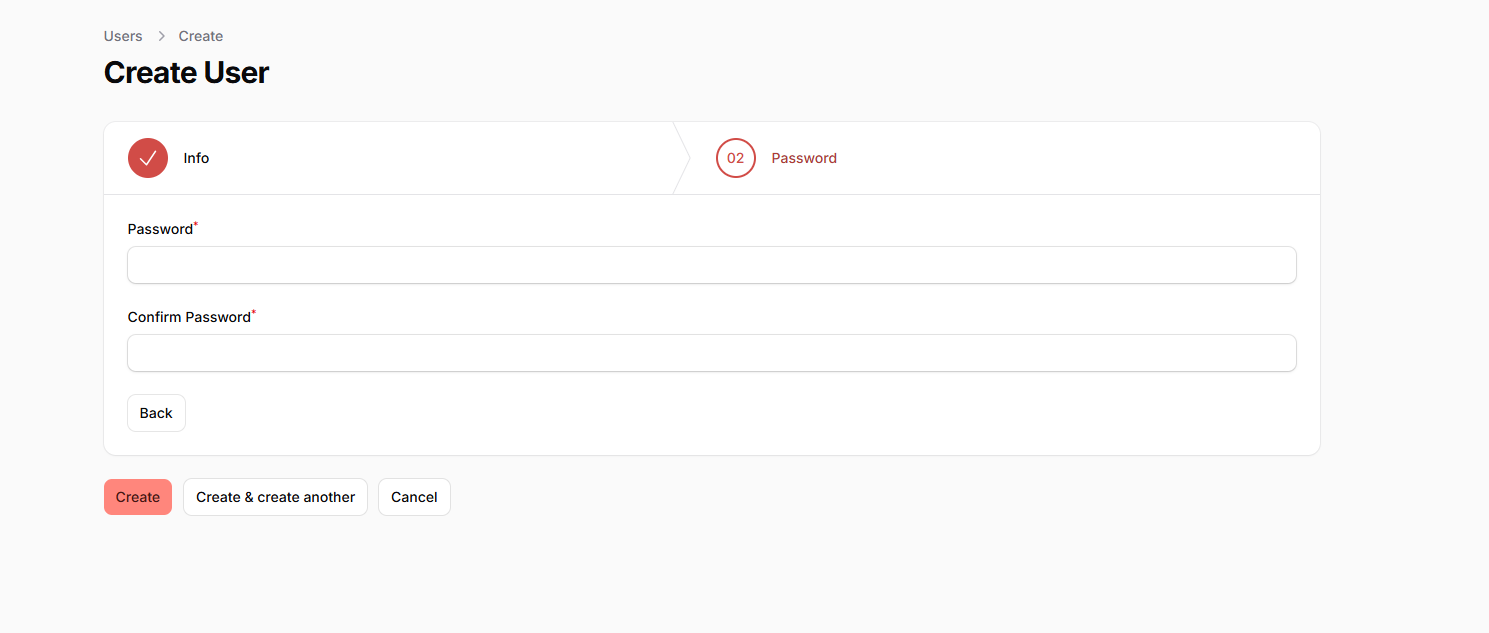 Users > Create
Create User
Info
02 Password
Password*
Confirm Password*
Back
Create Create & create another Cancel